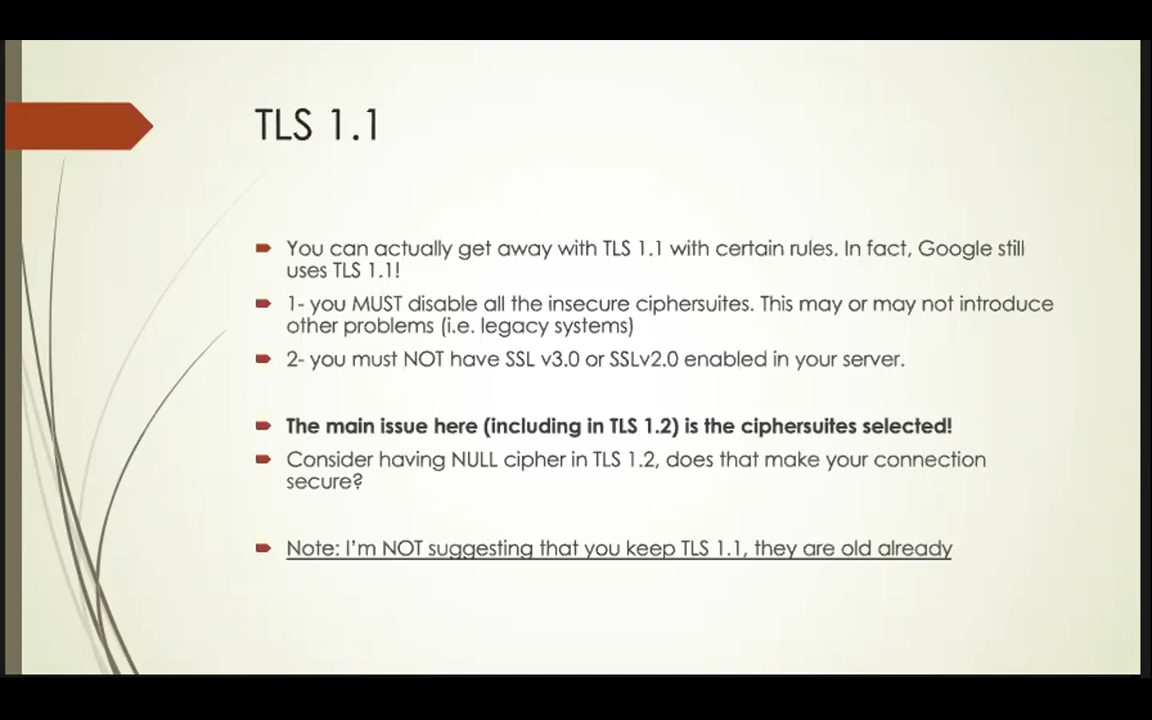 TLS 1.1
You can actually get away with TLS 1.1 with certain rules. In fact, Google still
uses TLS 1.1!
1- you MUST disable all the insecure ciphersuites. This may or may not introduce
other problems (i.e. legacy systems)
2- you must NOT have SSL v3.0 or SSLv2.0 enabled in your server.
The main issue here (including in TLS 1.2) is the ciphersuites selected!
Consider having NULL cipher in TLS 1.2, does that make your connection
secure?
Note: I'm NOT suggesting that you keep TLS 1.1, they are old already